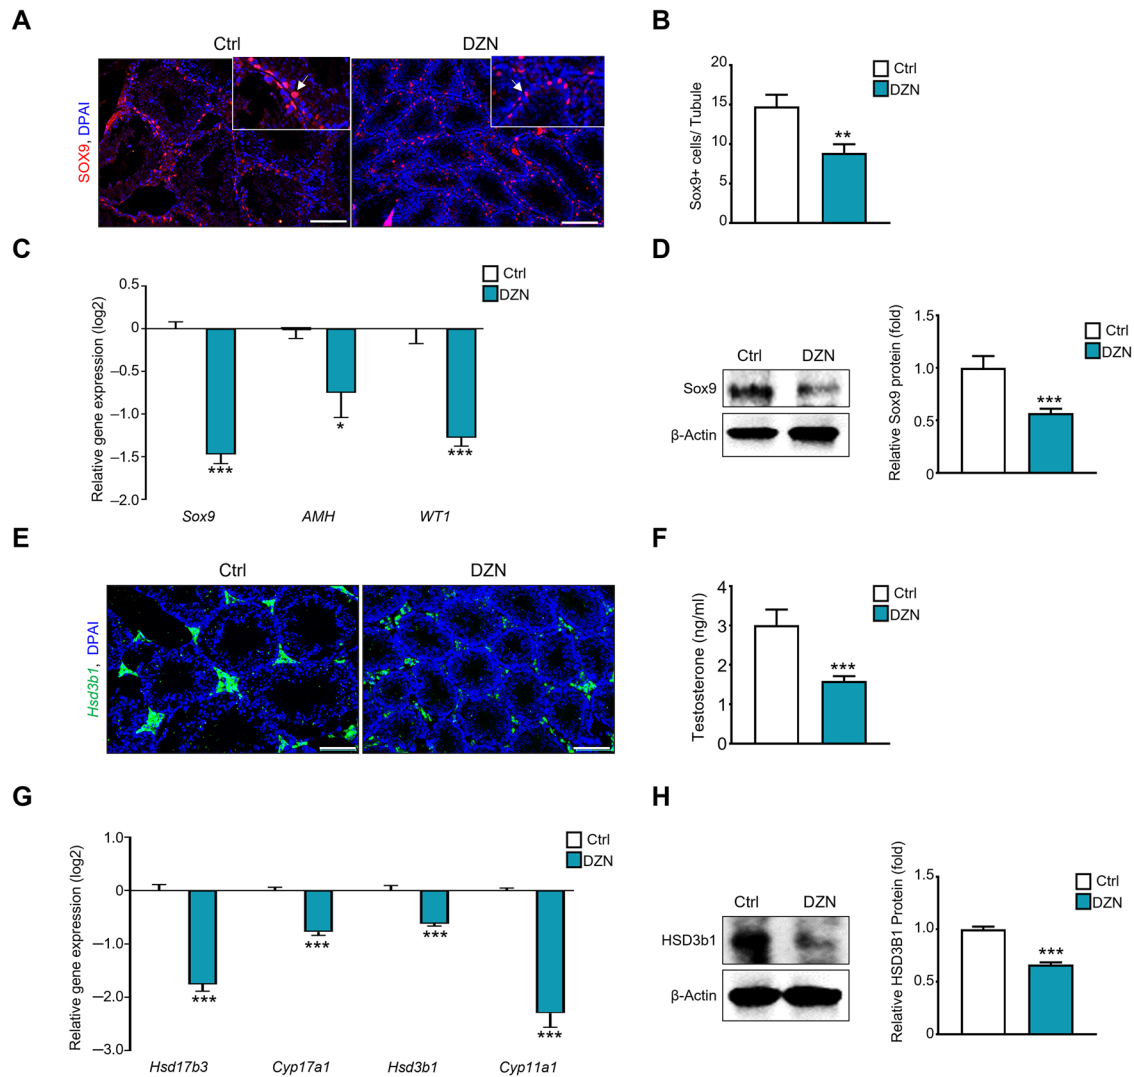 A
Ctrl
DZN
SOX9, DPAI
B
Sox9+ cells/ Tubule
20
15
10
5
0
**
Ctrl
DZN
C
Relative gene expression (log2)
0.5
0
–0.5
–1.0
–1.5
–2.0
***
*
***
Sox9
AMH
WT1
Ctrl
DZN
D
Ctrl
DZN
Sox9
β-Actin
Relative Sox9 protein (fold)
1.5
1.0
0.5
0
***
Ctrl
DZN
E
Ctrl
DZN
Hsd3b1, DPAI
F
Testosterone (ng/ml)
4
3
2
1
0
***
Ctrl
DZN
G
Relative gene expression (log2)
1.0
0
–1.0
–2.0
–3.0
***
***
***
***
Hsd17b3
Cyp17a1
Hsd3b1
Cyp11a1
Ctrl
DZN
H
Ctrl
DZN
HSD3b1
β-Actin
Relative HSD3B1 Protein (fold)
1.5
1.0
0.5
0
***
Ctrl
DZN